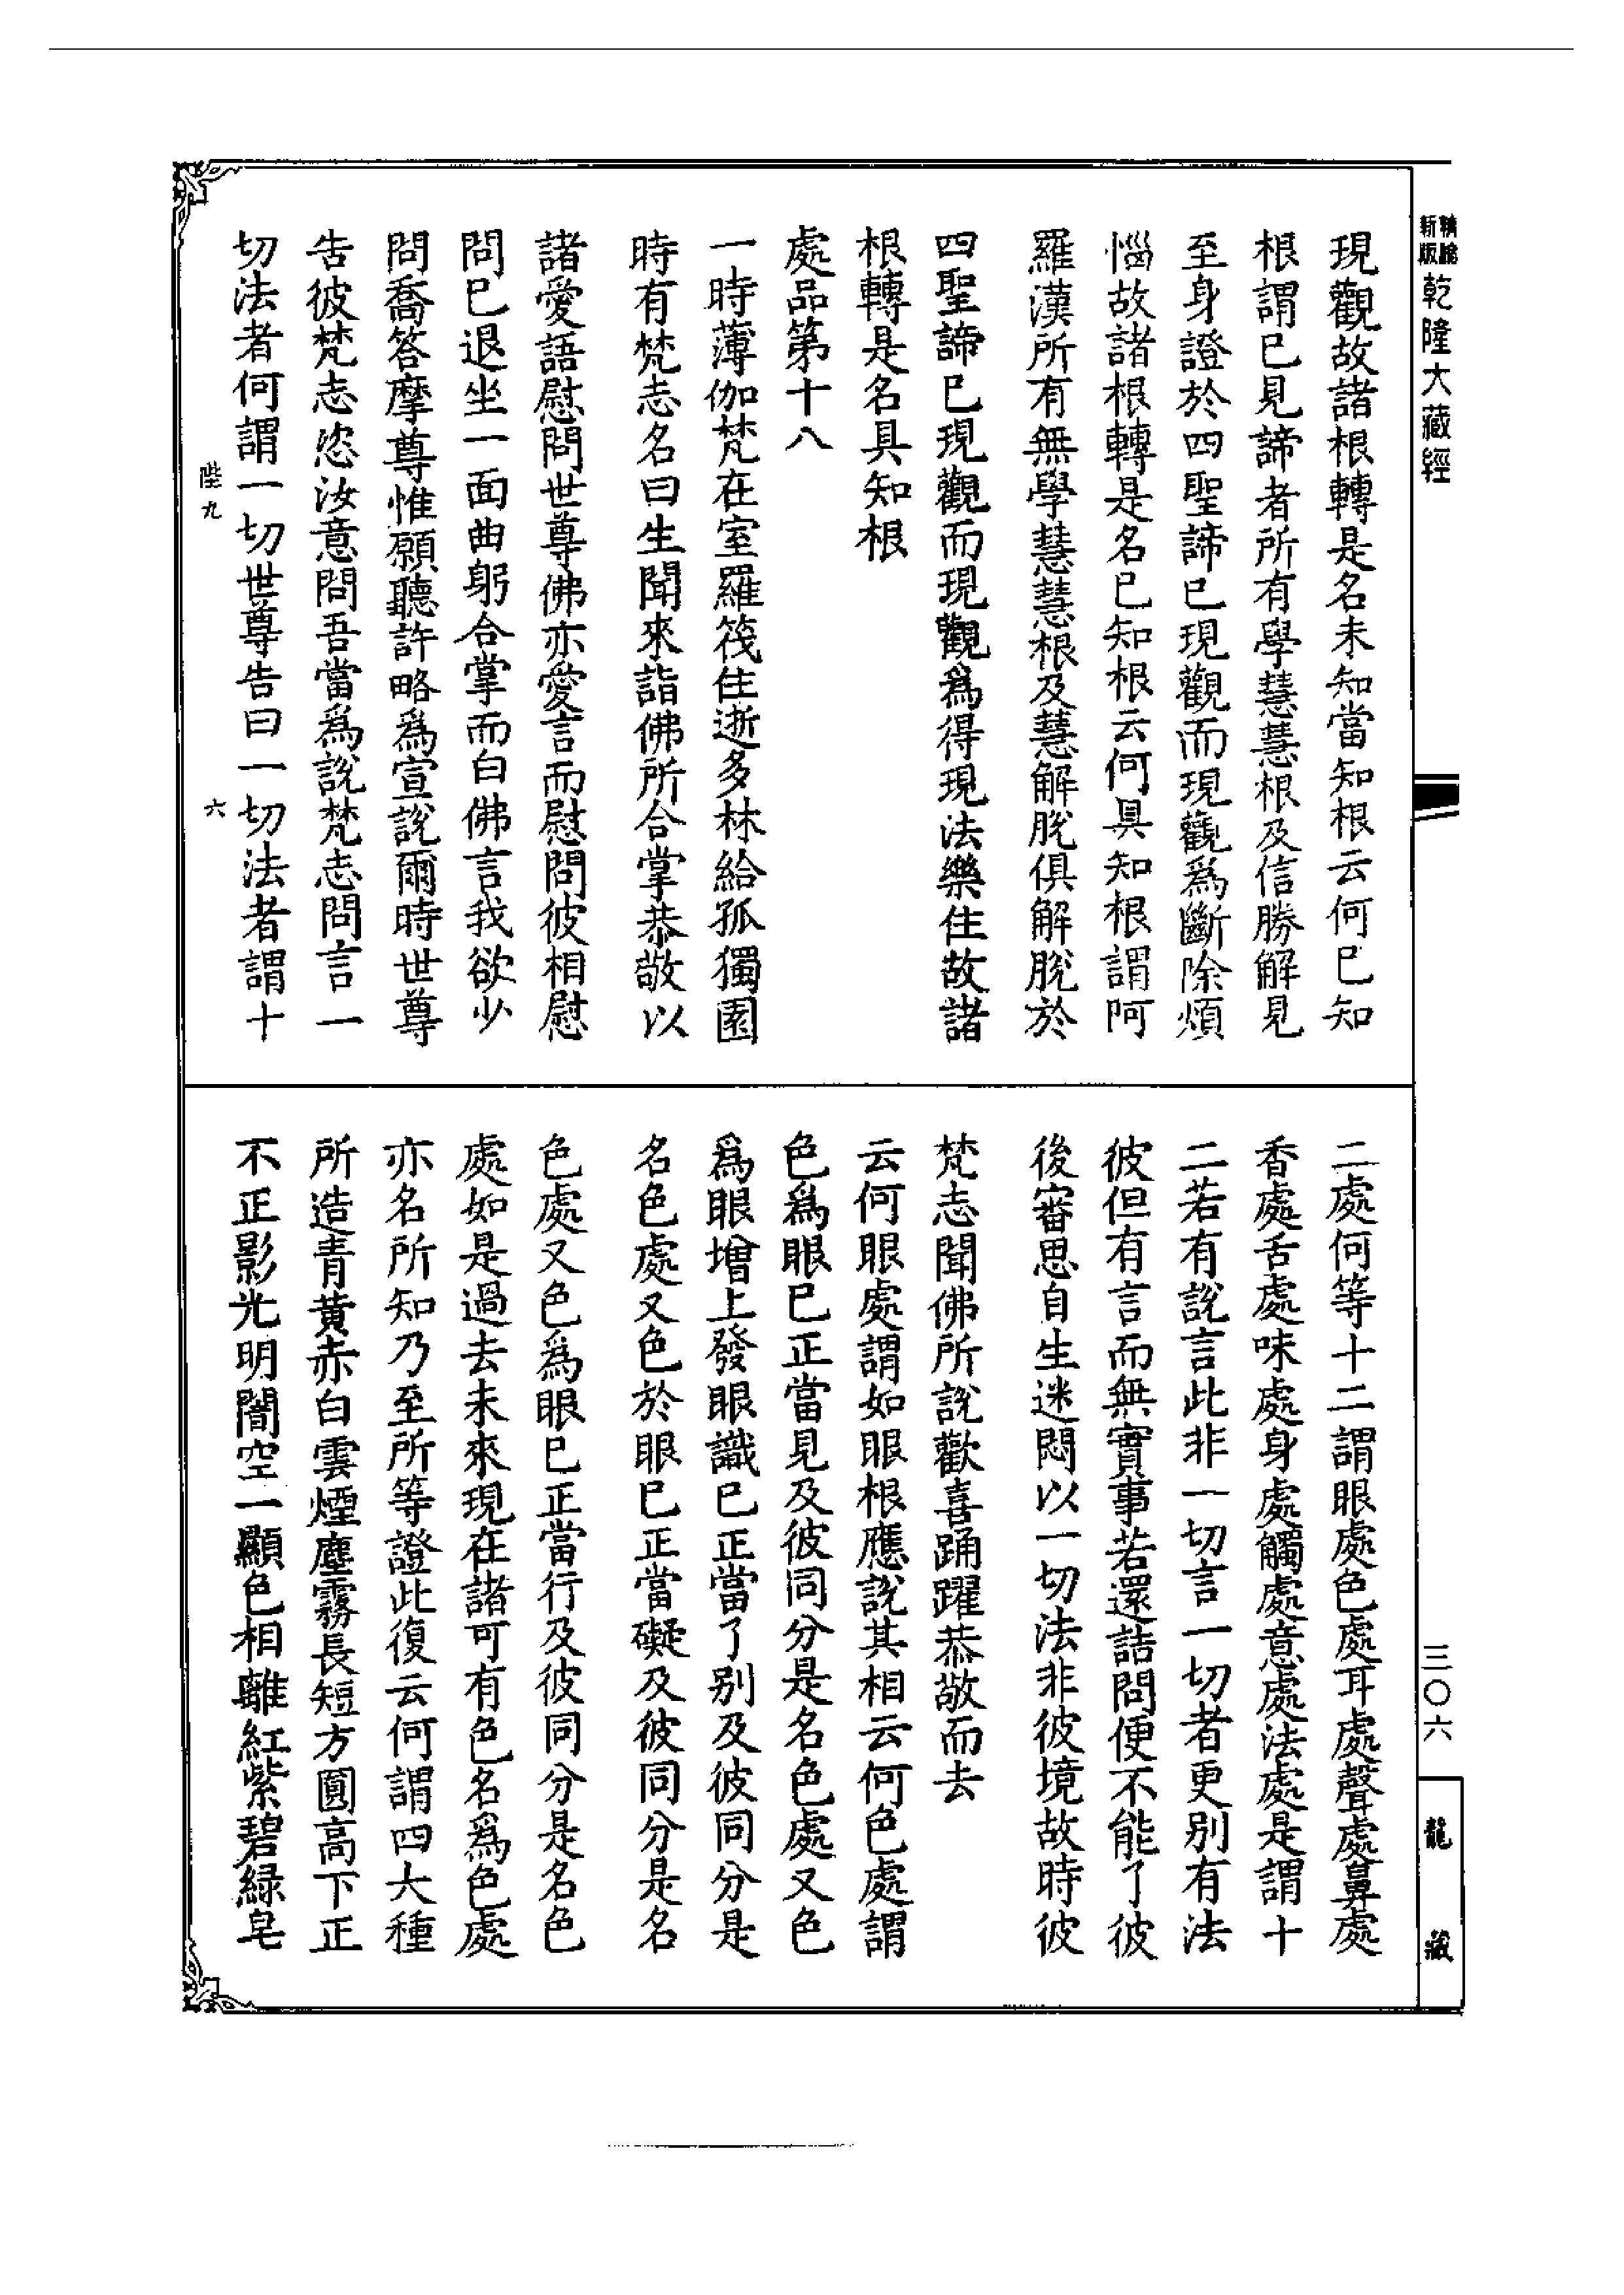 新版
精繪
乾隆大藏經
三〇六
龍藏
現觀故諸根轉是名未知當知根云何已知
根謂已見諦者所有學慧慧根及信勝解見
至身證於四聖諦已現觀而現觀爲斷除煩
惱故諸根轉是名已知根云何具知根謂阿
羅漢所有無學慧慧根及慧解脫俱解脫於
四聖諦已現觀而現觀爲得現法樂住故諸
根轉是名具知根
處品第十八
一時薄伽梵在室羅筏住逝多林給孤獨園
時有梵志名曰生聞來詣佛所合掌恭敬以
諸愛語慰問世尊佛亦愛言而慰問彼相慰
問已退坐一面曲躬合掌而白佛言我欲少
問喬答摩尊惟願聽許略爲宣說爾時世尊
告彼梵志恣汝意問吾當爲說梵志問言一
切法者何謂一切世尊告曰一切法者謂十
陛九
六
二處何等十二謂眼處色處耳處聲處鼻處
香處舌處味處身處觸處意處法處是謂十
二若有說言此非一切言一切者更別有法
彼但有言而無實事若還詰問便不能了彼
後審思自生迷悶以一切法非彼境故時彼
梵志聞佛所說歡喜踊躍恭敬而去
云何眼處謂如眼根應說其相云何色處謂
色爲眼已正當見及彼同分是名色處又色
爲眼增上發眼識已正當了別及彼同分是
名色處又色於眼已正當礙及彼同分是名
色處又色爲眼已正當行及彼同分是名色
處如是過去未來現在諸可有色名爲色處
亦名所知乃至所等證此復云何謂四大種
所造青黃赤白雲煙塵霧長短方圓高下正
不正影光明闇空一顯色相雜紅紫碧綠皂